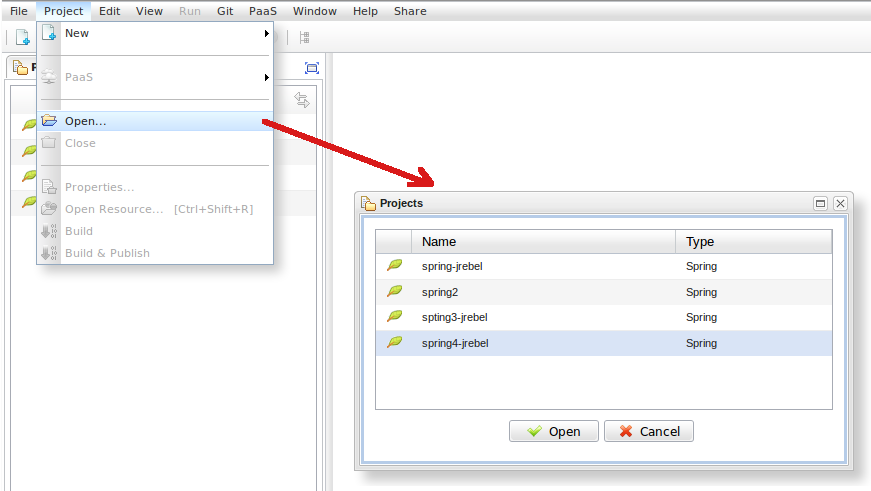 File Project Edit View Run Git PaaS Window Help Share
New
PaaS
Open...
Close
Properties...
Open Resource... [Ctrl+Shift+R]
Build
Build & Publish
Projects
Name Type
spring-jrebel Spring
spring2 Spring
spting3-jrebel Spring
spring4-jrebel Spring
Open Cancel